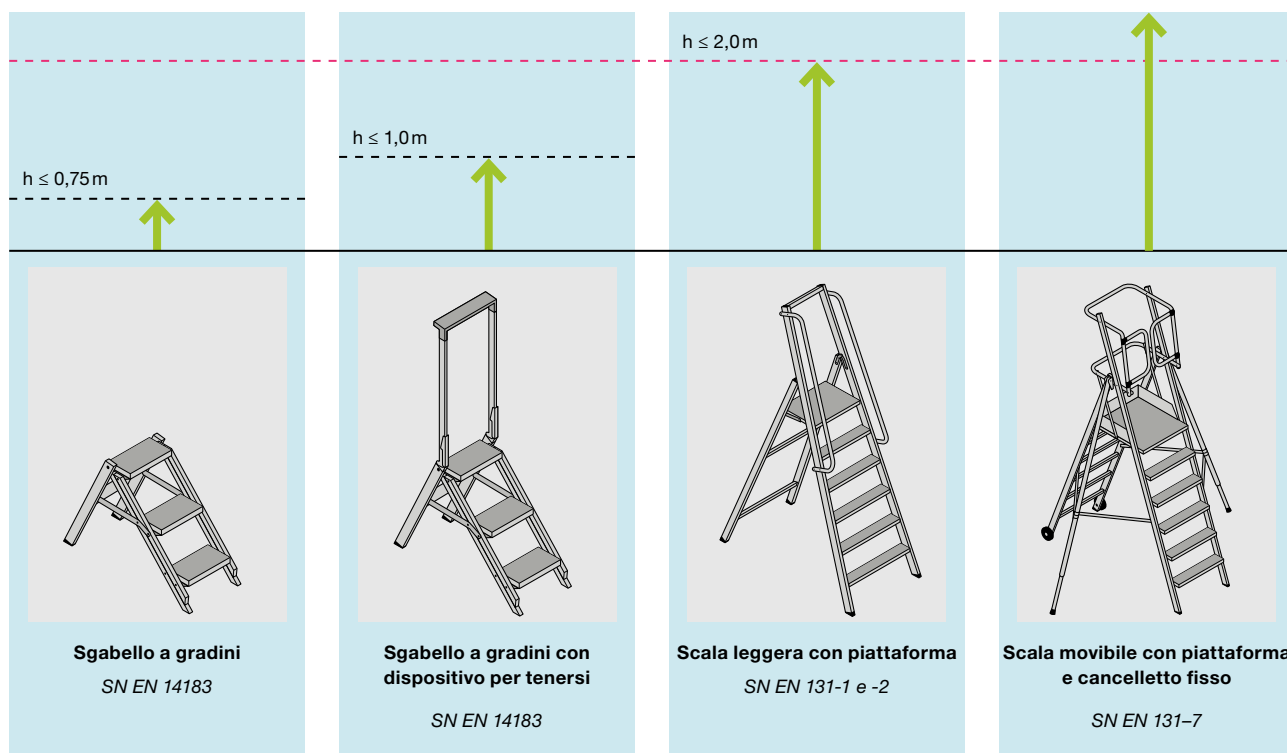 h ≤ 0,75 m
h ≤ 1,0 m
h ≤ 2,0 m
Sgabello a gradini
SN EN 14183
Sgabello a gradini con
dispositivo per tenersi
SN EN 14183
Scala leggera con piattaforma
SN EN 131-1 e -2
Scala movibile con piattaforma
e cancelletto fisso
SN EN 131–7